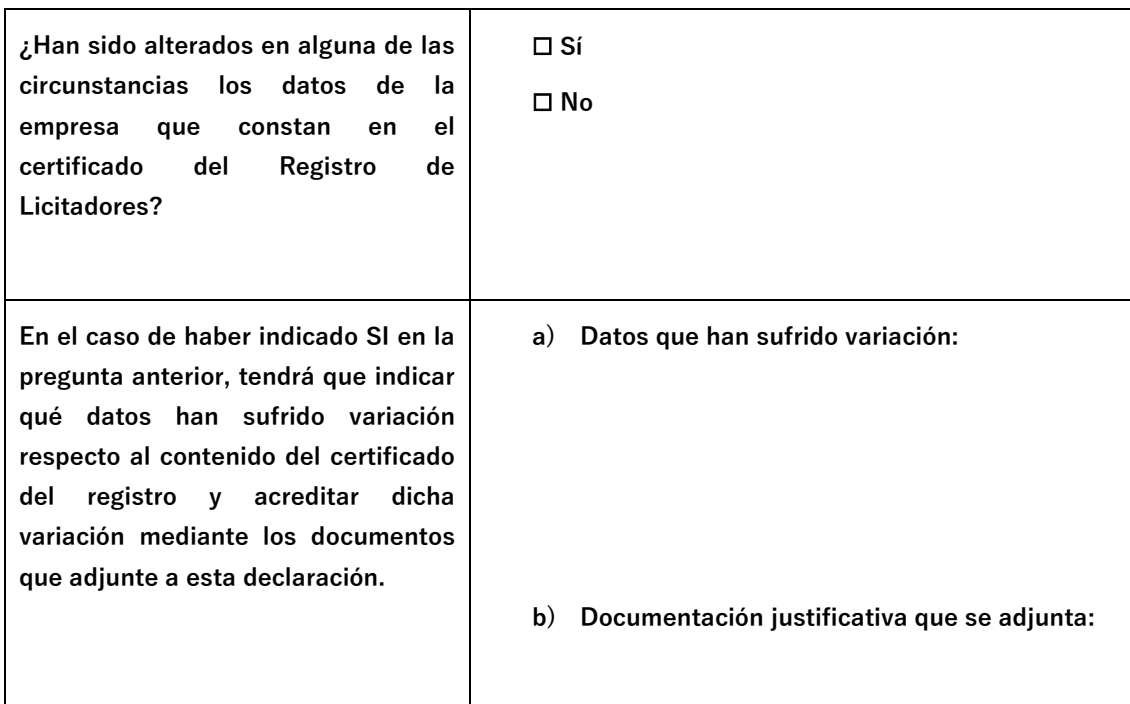 ¿Han sido alterados en alguna de las
circunstancias los datos de la
empresa que constan en el
certificado del Registro de
Licitadores?
☐ Sí
☐ No
En el caso de haber indicado SI en la
pregunta anterior, tendrá que indicar
qué datos han sufrido variación
respecto al contenido del certificado
del registro y acreditar dicha
variación mediante los documentos
que adjunte a esta declaración.
a) Datos que han sufrido variación:
b) Documentación justificativa que se adjunta: